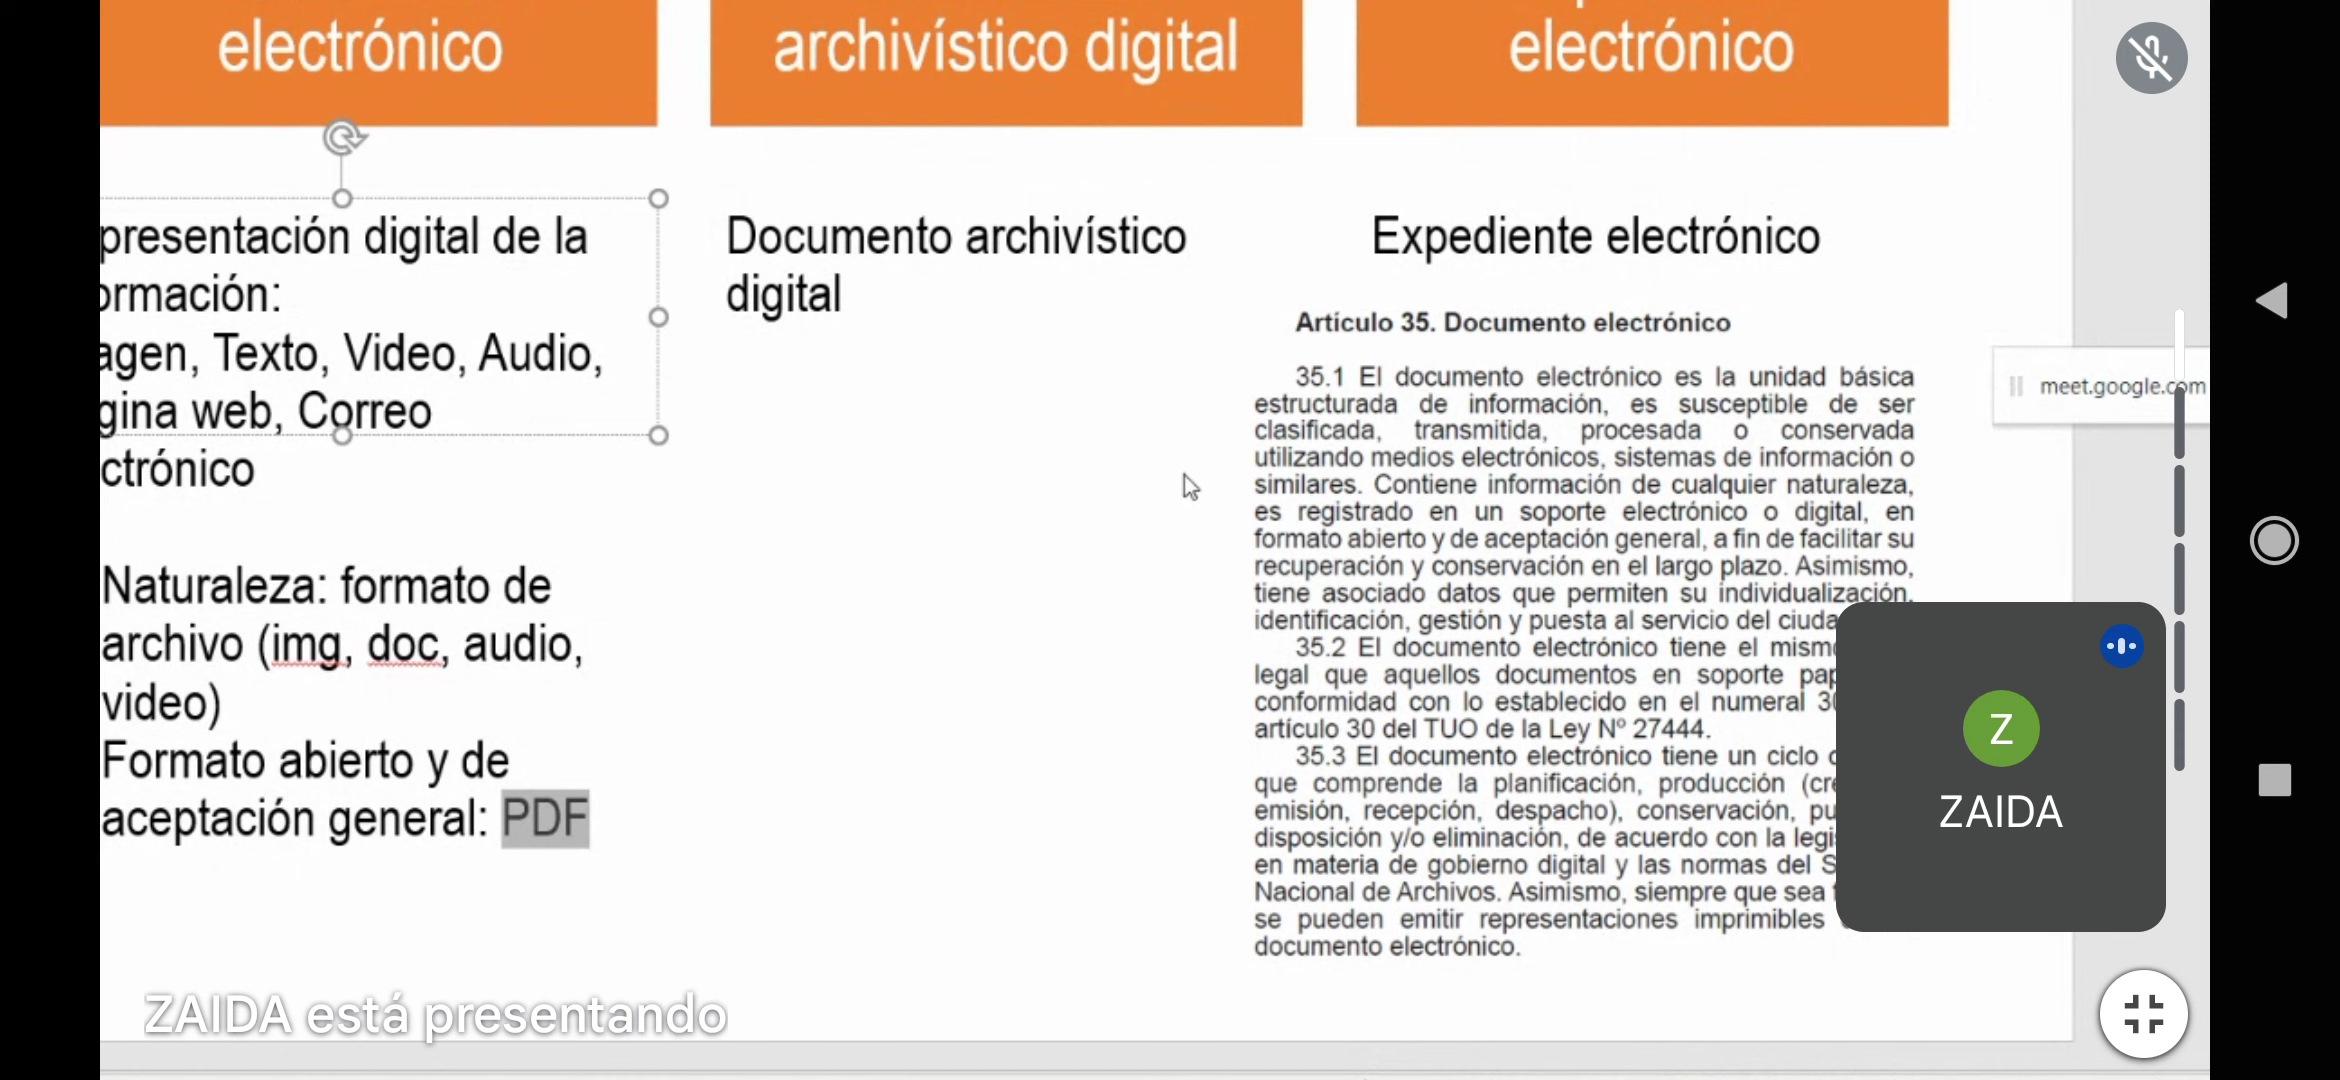 electrónico
archivístico digital
electrónico
presentación digital de la
ormación:
agen, Texto, Video, Audio,
gina web, Correo
ctrónico
Naturaleza: formato de
archivo (img, doc, audio,
video)
Formato abierto y de
aceptación general: PDF
Documento archivístico
digital
Expediente electrónico
Artículo 35. Documento electrónico
35.1 El documento electrónico es la unidad básica
estructurada de información, es susceptible de ser
clasificada, transmitida, procesada o conservada
utilizando medios electrónicos, sistemas de información o
similares. Contiene información de cualquier naturaleza,
es registrado en un soporte electrónico o digital, en
formato abierto y de aceptación general, a fin de facilitar su
recuperación y conservación en el largo plazo. Asimismo,
tiene asociado datos que permiten su individualización,
identificación, gestión y puesta al servicio del ciuda
35.2 El documento electrónico tiene el mismo
legal que aquellos documentos en soporte pap
conformidad con lo establecido en el numeral 30
artículo 30 del TUO de la Ley Nº 27444.
35.3 El documento electrónico tiene un ciclo
que comprende la planificación, producción (cre
emisión, recepción, despacho), conservación, pu
disposición y/o eliminación, de acuerdo con la legi
en materia de gobierno digital y las normas del S
Nacional de Archivos. Asimismo, siempre que sea
se pueden emitir representaciones imprimibles
documento electrónico.
meet.google.com
Z
ZAIDA
ZAIDA está presentando